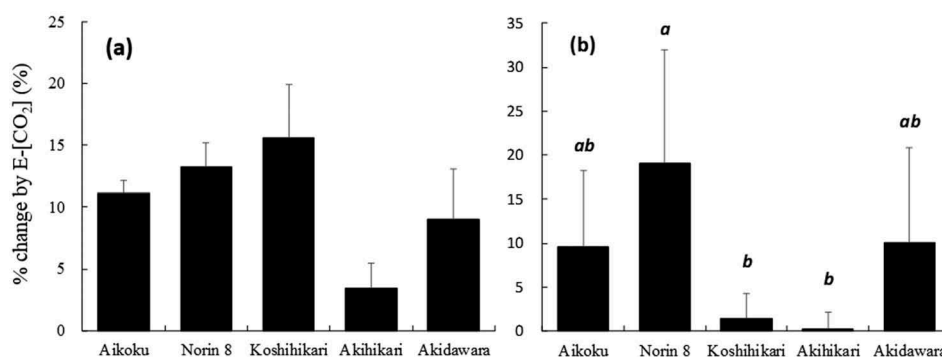 (a)
% change by E-[CO₂] (%)
25
20
15
10
5
0
Aikoku Norin 8 Koshihikari Akihikari Akidawara
(b)
35
30
25
20
15
10
5
0
ab
a
b
b
ab
Aikoku Norin 8 Koshihikari Akihikari Akidawara